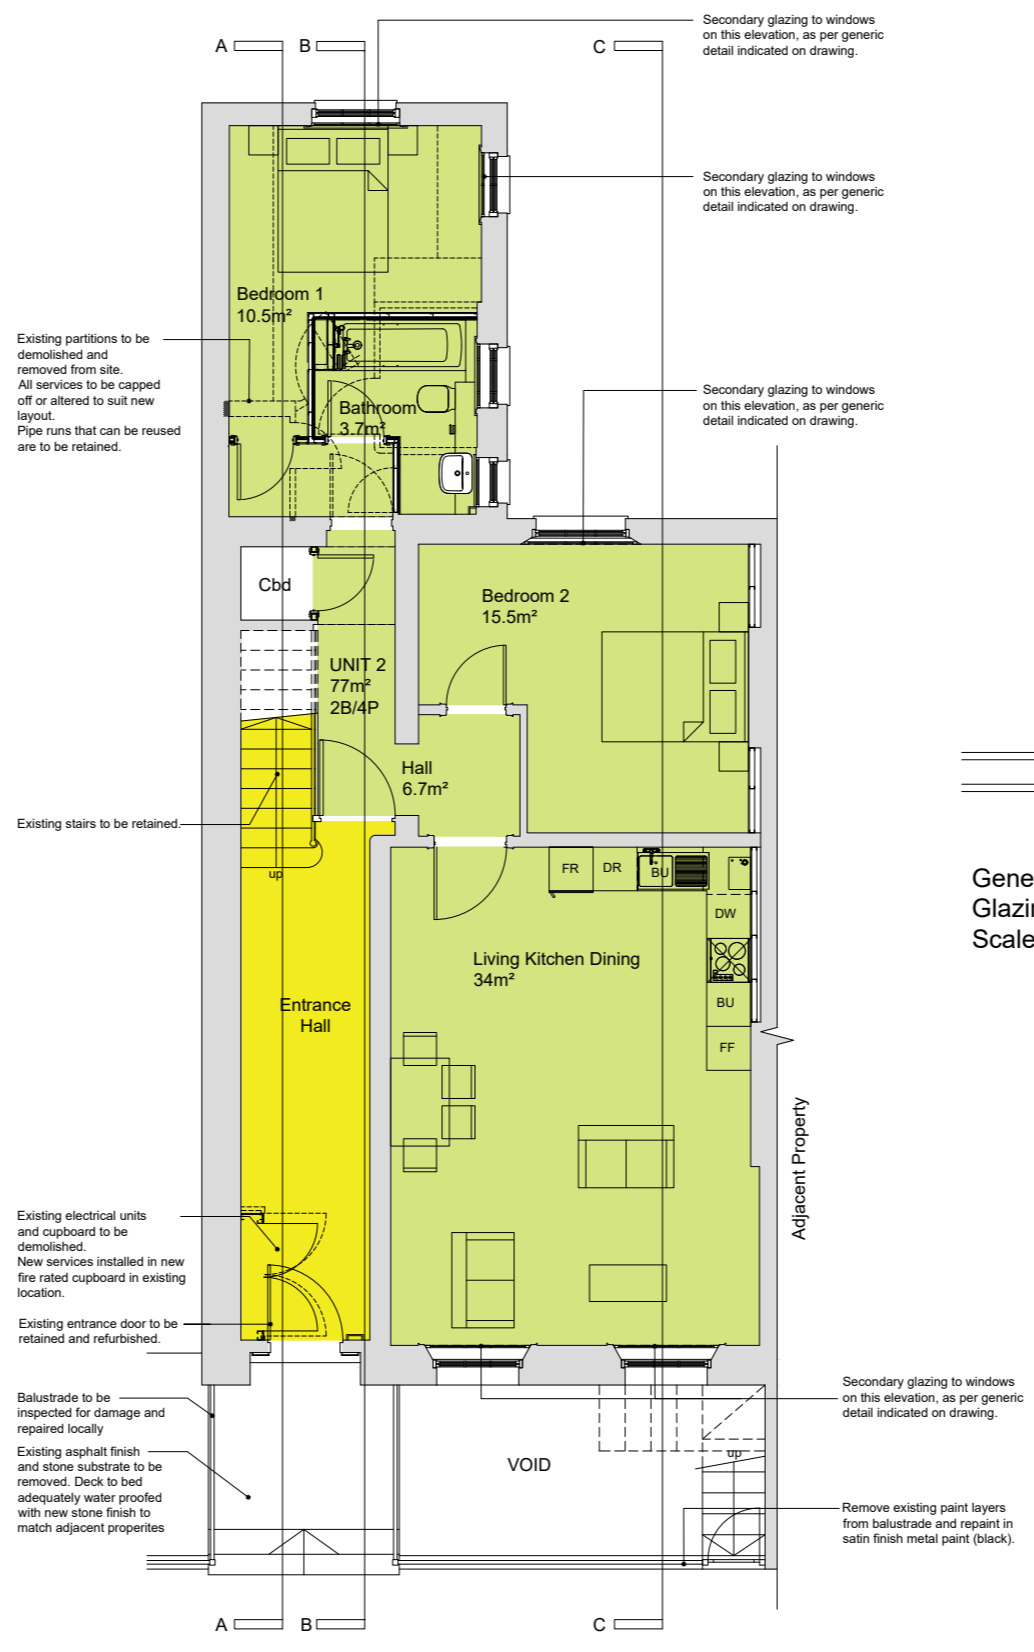 Secondary glazing to windows
on this elevation, as per generic
detail indicated on drawing.
A
B
C
Secondary glazing to windows
on this elevation, as per generic
detail indicated on drawing.
Bedroom 1
10.5m²
Existing partitions to be
demolished and
removed from site.
All services to be capped
off or altered to suit new
layout.
Pipe runs that can be reused
are to be retained.
Bathroom
3.7m²
Secondary glazing to windows
on this elevation, as per generic
detail indicated on drawing.
Cbd
Bedroom 2
15.5m²
UNIT 2
77m²
2B/4P
Hall
6.7m²
Existing stairs to be retained.
up
FR
DR
BU
DW
BU
FF
Gene
Glazin
Scale
Living Kitchen Dining
34m²
Entrance
Hall
Adjacent Property
Existing electrical units
and cupboard to be
demolished.
New services installed in new
fire rated cupboard in existing
location.
Existing entrance door to be
retained and refurbished.
Balustrade to be
inspected for damage and
repaired locally
Secondary glazing to windows
on this elevation, as per generic
detail indicated on drawing.
Existing asphalt finish
and stone substrate to be
removed. Deck to bed
adequately water proofed
with new stone finish to
match adjacent properites
VOID
up
Remove existing paint layers
from balustrade and repaint in
satin finish metal paint (black).
A
B
C